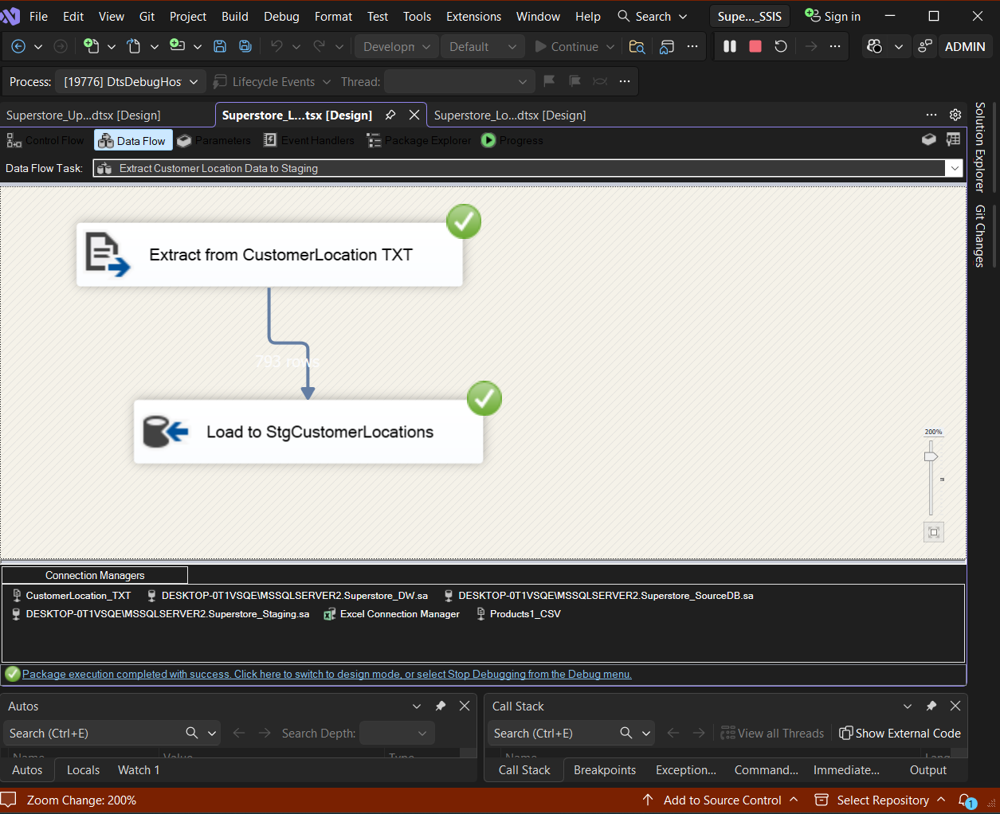 File Edit View Git Project Build Debug Format Test Tools Extensions Window Help Search Supe..._SSIS Sign in
Developn Default Continue ADMIN
Process: [19776] DtsDebugHos Lifecycle Events Thread:
Superstore_Up...dtsx [Design] Superstore_L...tsx [Design] Superstore_Lo...dtsx [Design]
Control Flow Data Flow Parameters Event Handlers Package Explorer Progress
Data Flow Task: Extract Customer Location Data to Staging
Solution Explorer
Git Changes
Extract from CustomerLocation TXT
793 rows
Load to StgCustomerLocations
200%
Connection Managers
CustomerLocation_TXT DESKTOP-0T1VSQE\MSSQLSERVER2.Superstore_DW.sa DESKTOP-0T1VSQE\MSSQLSERVER2.Superstore_SourceDB.sa
DESKTOP-0T1VSQE\MSSQLSERVER2.Superstore_Staging.sa Excel Connection Manager Products1_CSV
Package execution completed with success. Click here to switch to design mode, or select Stop Debugging from the Debug menu.
Autos
Search (Ctrl+E) Search Depth:
Name Value Type
Autos Locals Watch 1
Call Stack
Search (Ctrl+E) View all Threads Show External Code
Name Lang
Call Stack Breakpoints Exception... Command... Immediate... Output
Zoom Change: 200% Add to Source Control Select Repository 1